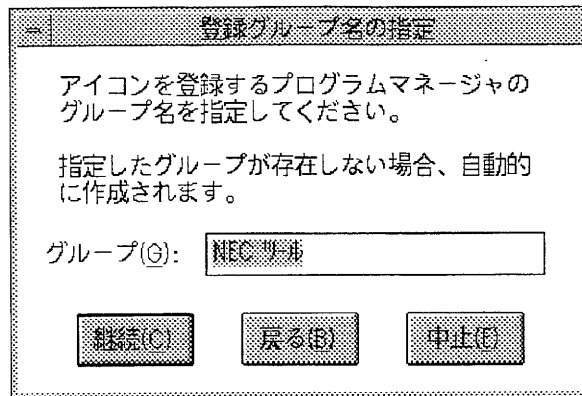 登録グループ名の指定
アイコンを登録するプログラムマネージャの
グループ名を指定してください。
指定したグループが存在しない場合、自動的
に作成されます。
グループ(G): NEC ツール
継続(C) 戻る(B) 中止(E)